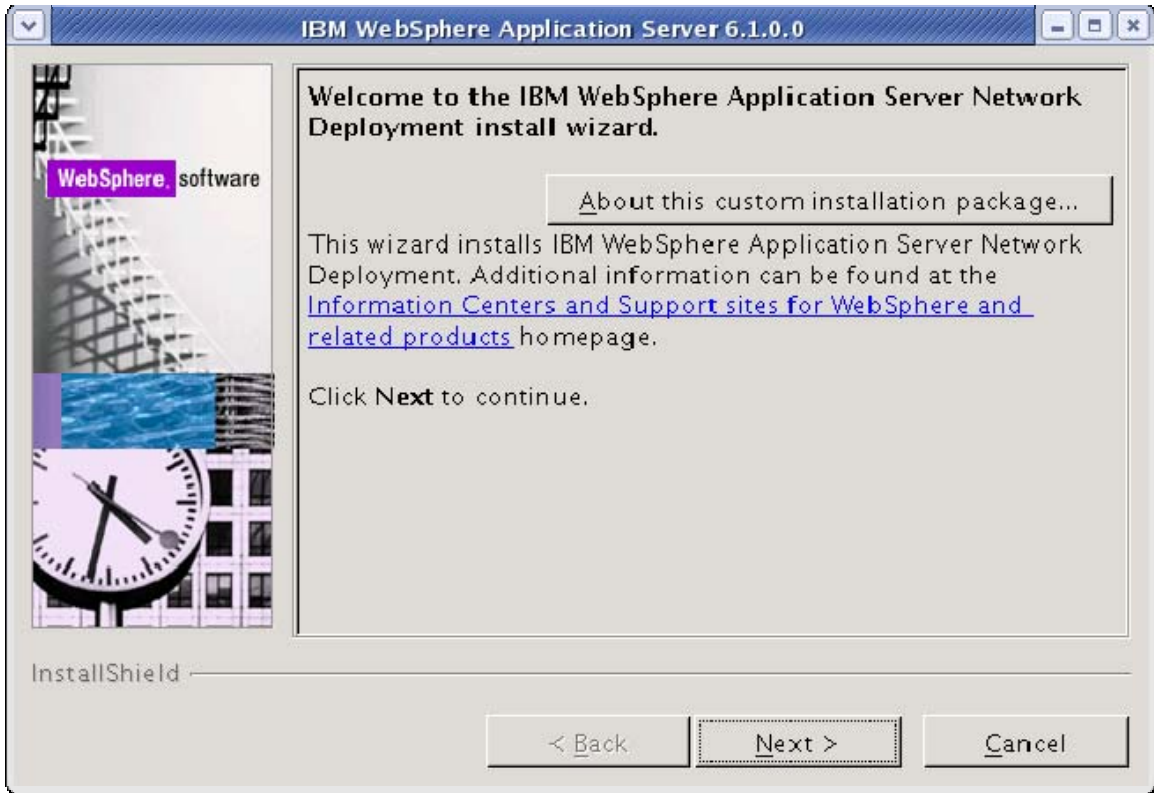 IBM WebSphere Application Server 6.1.0.0
WebSphere. software
Welcome to the IBM WebSphere Application Server Network
Deployment install wizard.
About this custom installation package...
This wizard installs IBM WebSphere Application Server Network
Deployment. Additional information can be found at the
Information Centers and Support sites for WebSphere and
related products homepage.
Click Next to continue.
InstallShield
< Back
Next >
Cancel